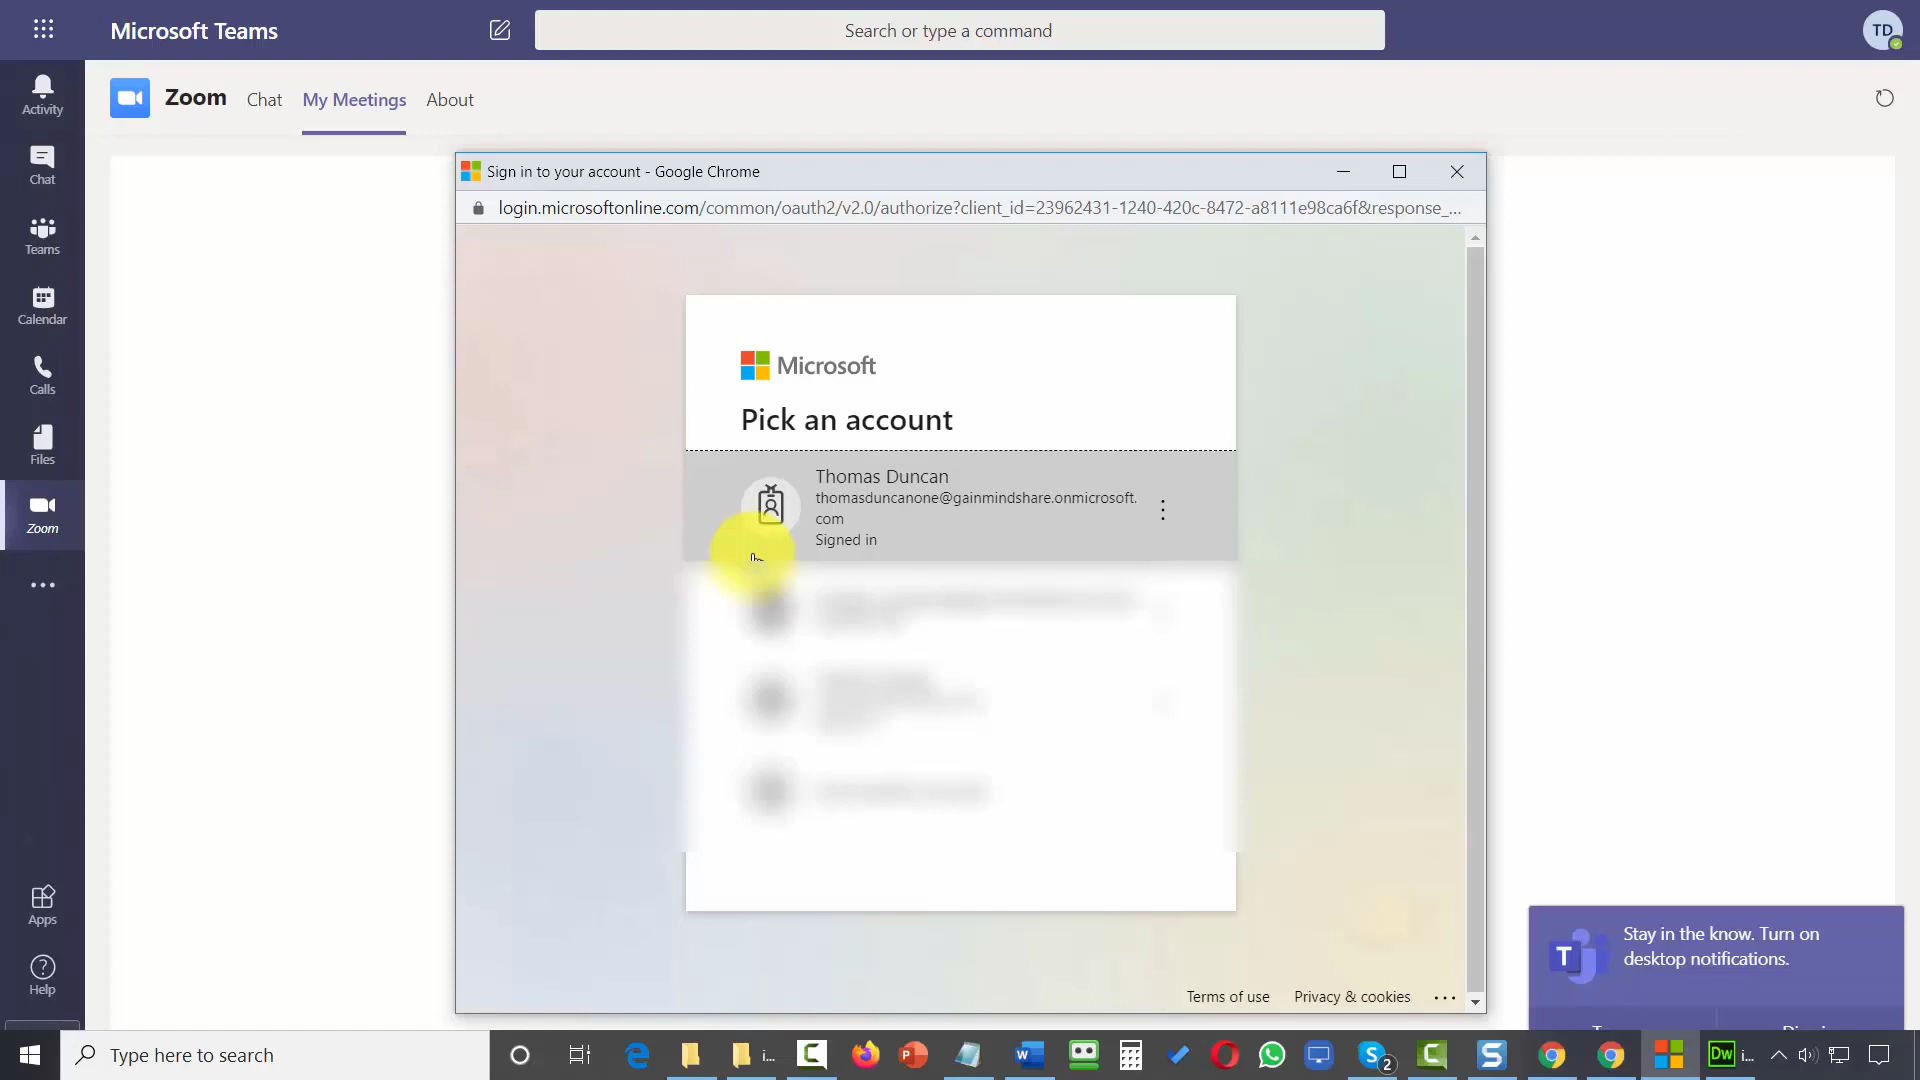 Microsoft Teams
Search or type a command
TD
Activity
Chat
Teams
Calendar
Calls
Files
Zoom
Apps
Help
Zoom
Chat
My Meetings
About
Sign in to your account - Google Chrome
login.microsoftonline.com/common/oauth2/v2.0/authorize?client_id=23962431-1240-420c-8472-a8111e98ca6f&response_...
Microsoft
Pick an account
Thomas Duncan
thomasduncanone@gainmindshare.onmicrosoft.
com
Signed in
Terms of use
Privacy & cookies
T
Stay in the know. Turn on
desktop notifications.
Type here to search
i...
2
Dw
i...